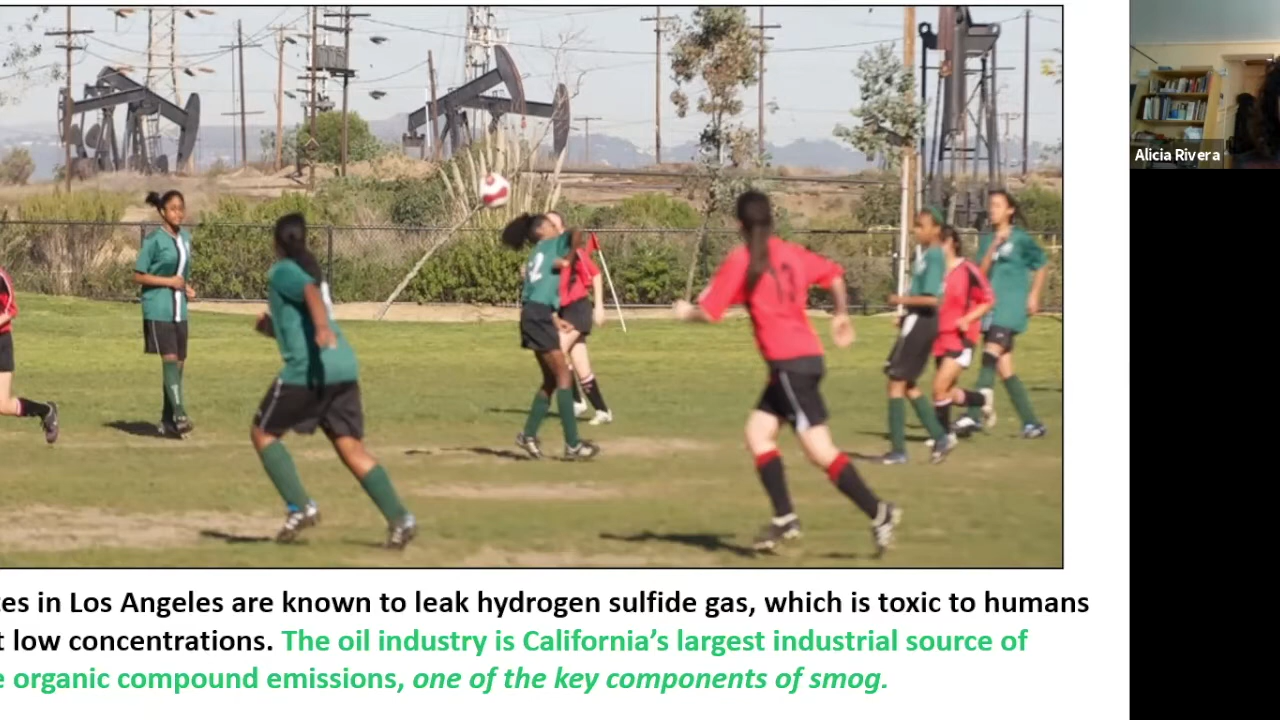 Alicia Rivera
in Los Angeles are known to leak hydrogen sulfide gas, which is toxic to humans
low concentrations. The oil industry is California’s largest industrial source of
organic compound emissions, one of the key components of smog.